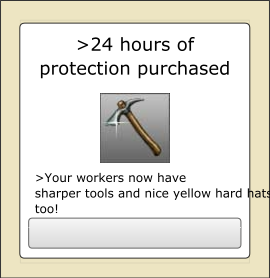 >24 hours of
protection purchased
>Your workers now have
sharper tools and nice yellow hard hats
too!